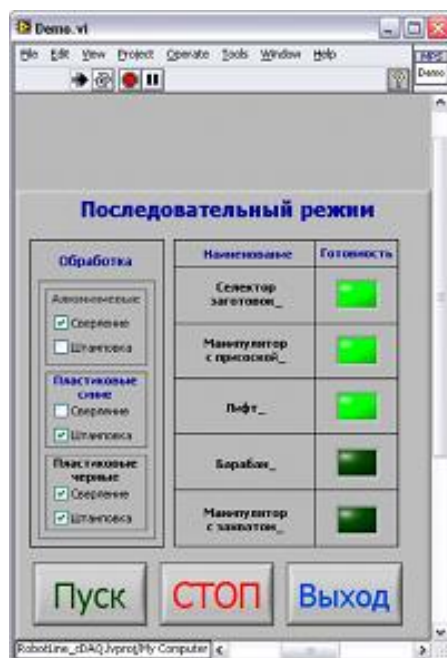 Demo.vi
File Edit View Project Operate Tools Window Help
MPS
Demo
Последовательный режим
Обработка
Алюминиевые
Сверление
Штамповка
Пластиковые
синие
Сверление
Штамповка
Пластиковые
черные
Сверление
Штамповка
Наименование Готовность
Селектор
заготовок_
Манипулятор
с присоской_
Лифт_
Барабан_
Манипулятор
с захватом_
Пуск СТОП Выход
RobotLine_cDAQ.lvproj/My Computer